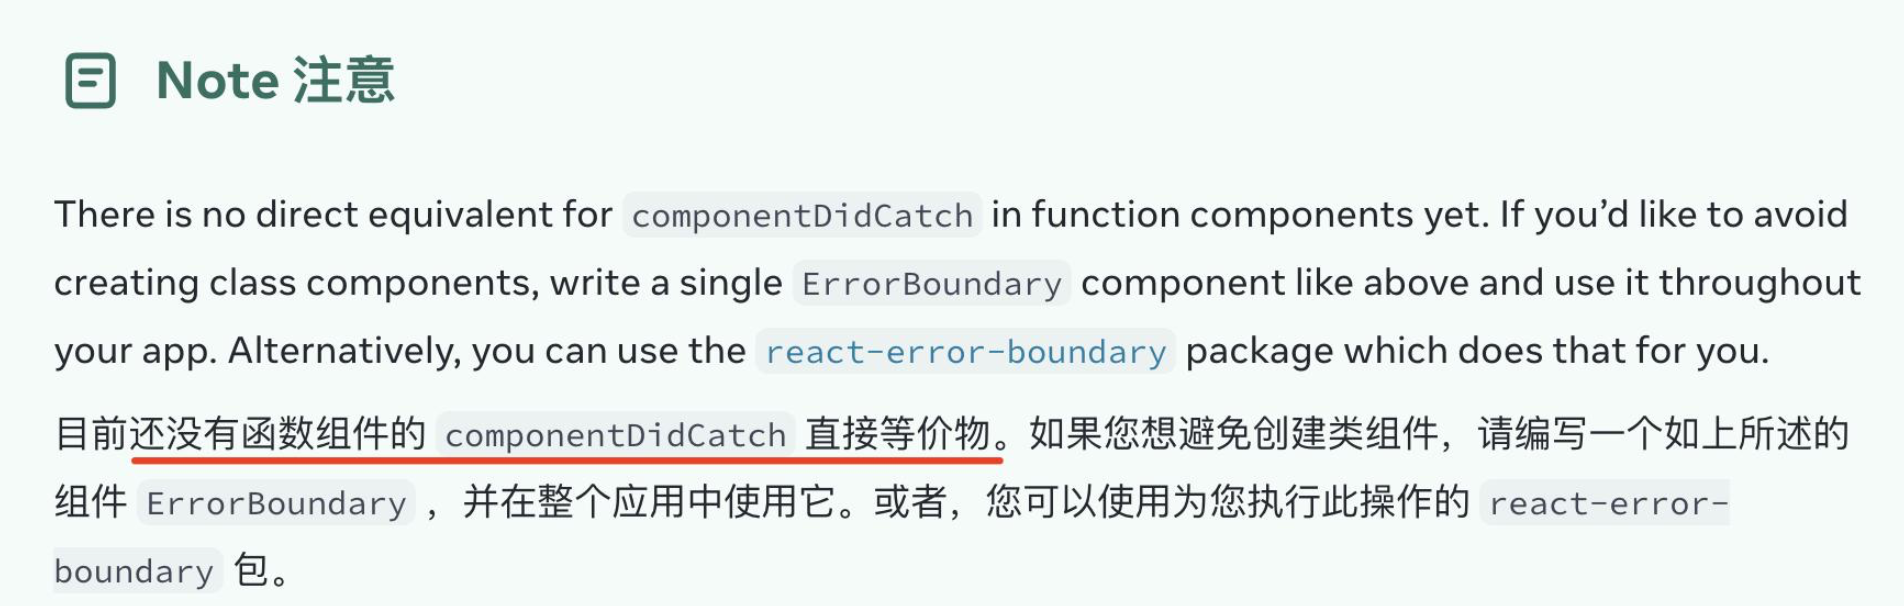 Note 注意
There is no direct equivalent for componentDidCatch in function components yet. If you’d like to avoid
creating class components, write a single ErrorBoundary component like above and use it throughout
your app. Alternatively, you can use the react-error-boundary package which does that for you.
目前还没有函数组件的 componentDidCatch 直接等价物。如果您想避免创建类组件，请编写一个如上所述的
组件 ErrorBoundary ，并在整个应用中使用它。或者，您可以使用为您执行此操作的 react-error-
boundary 包。